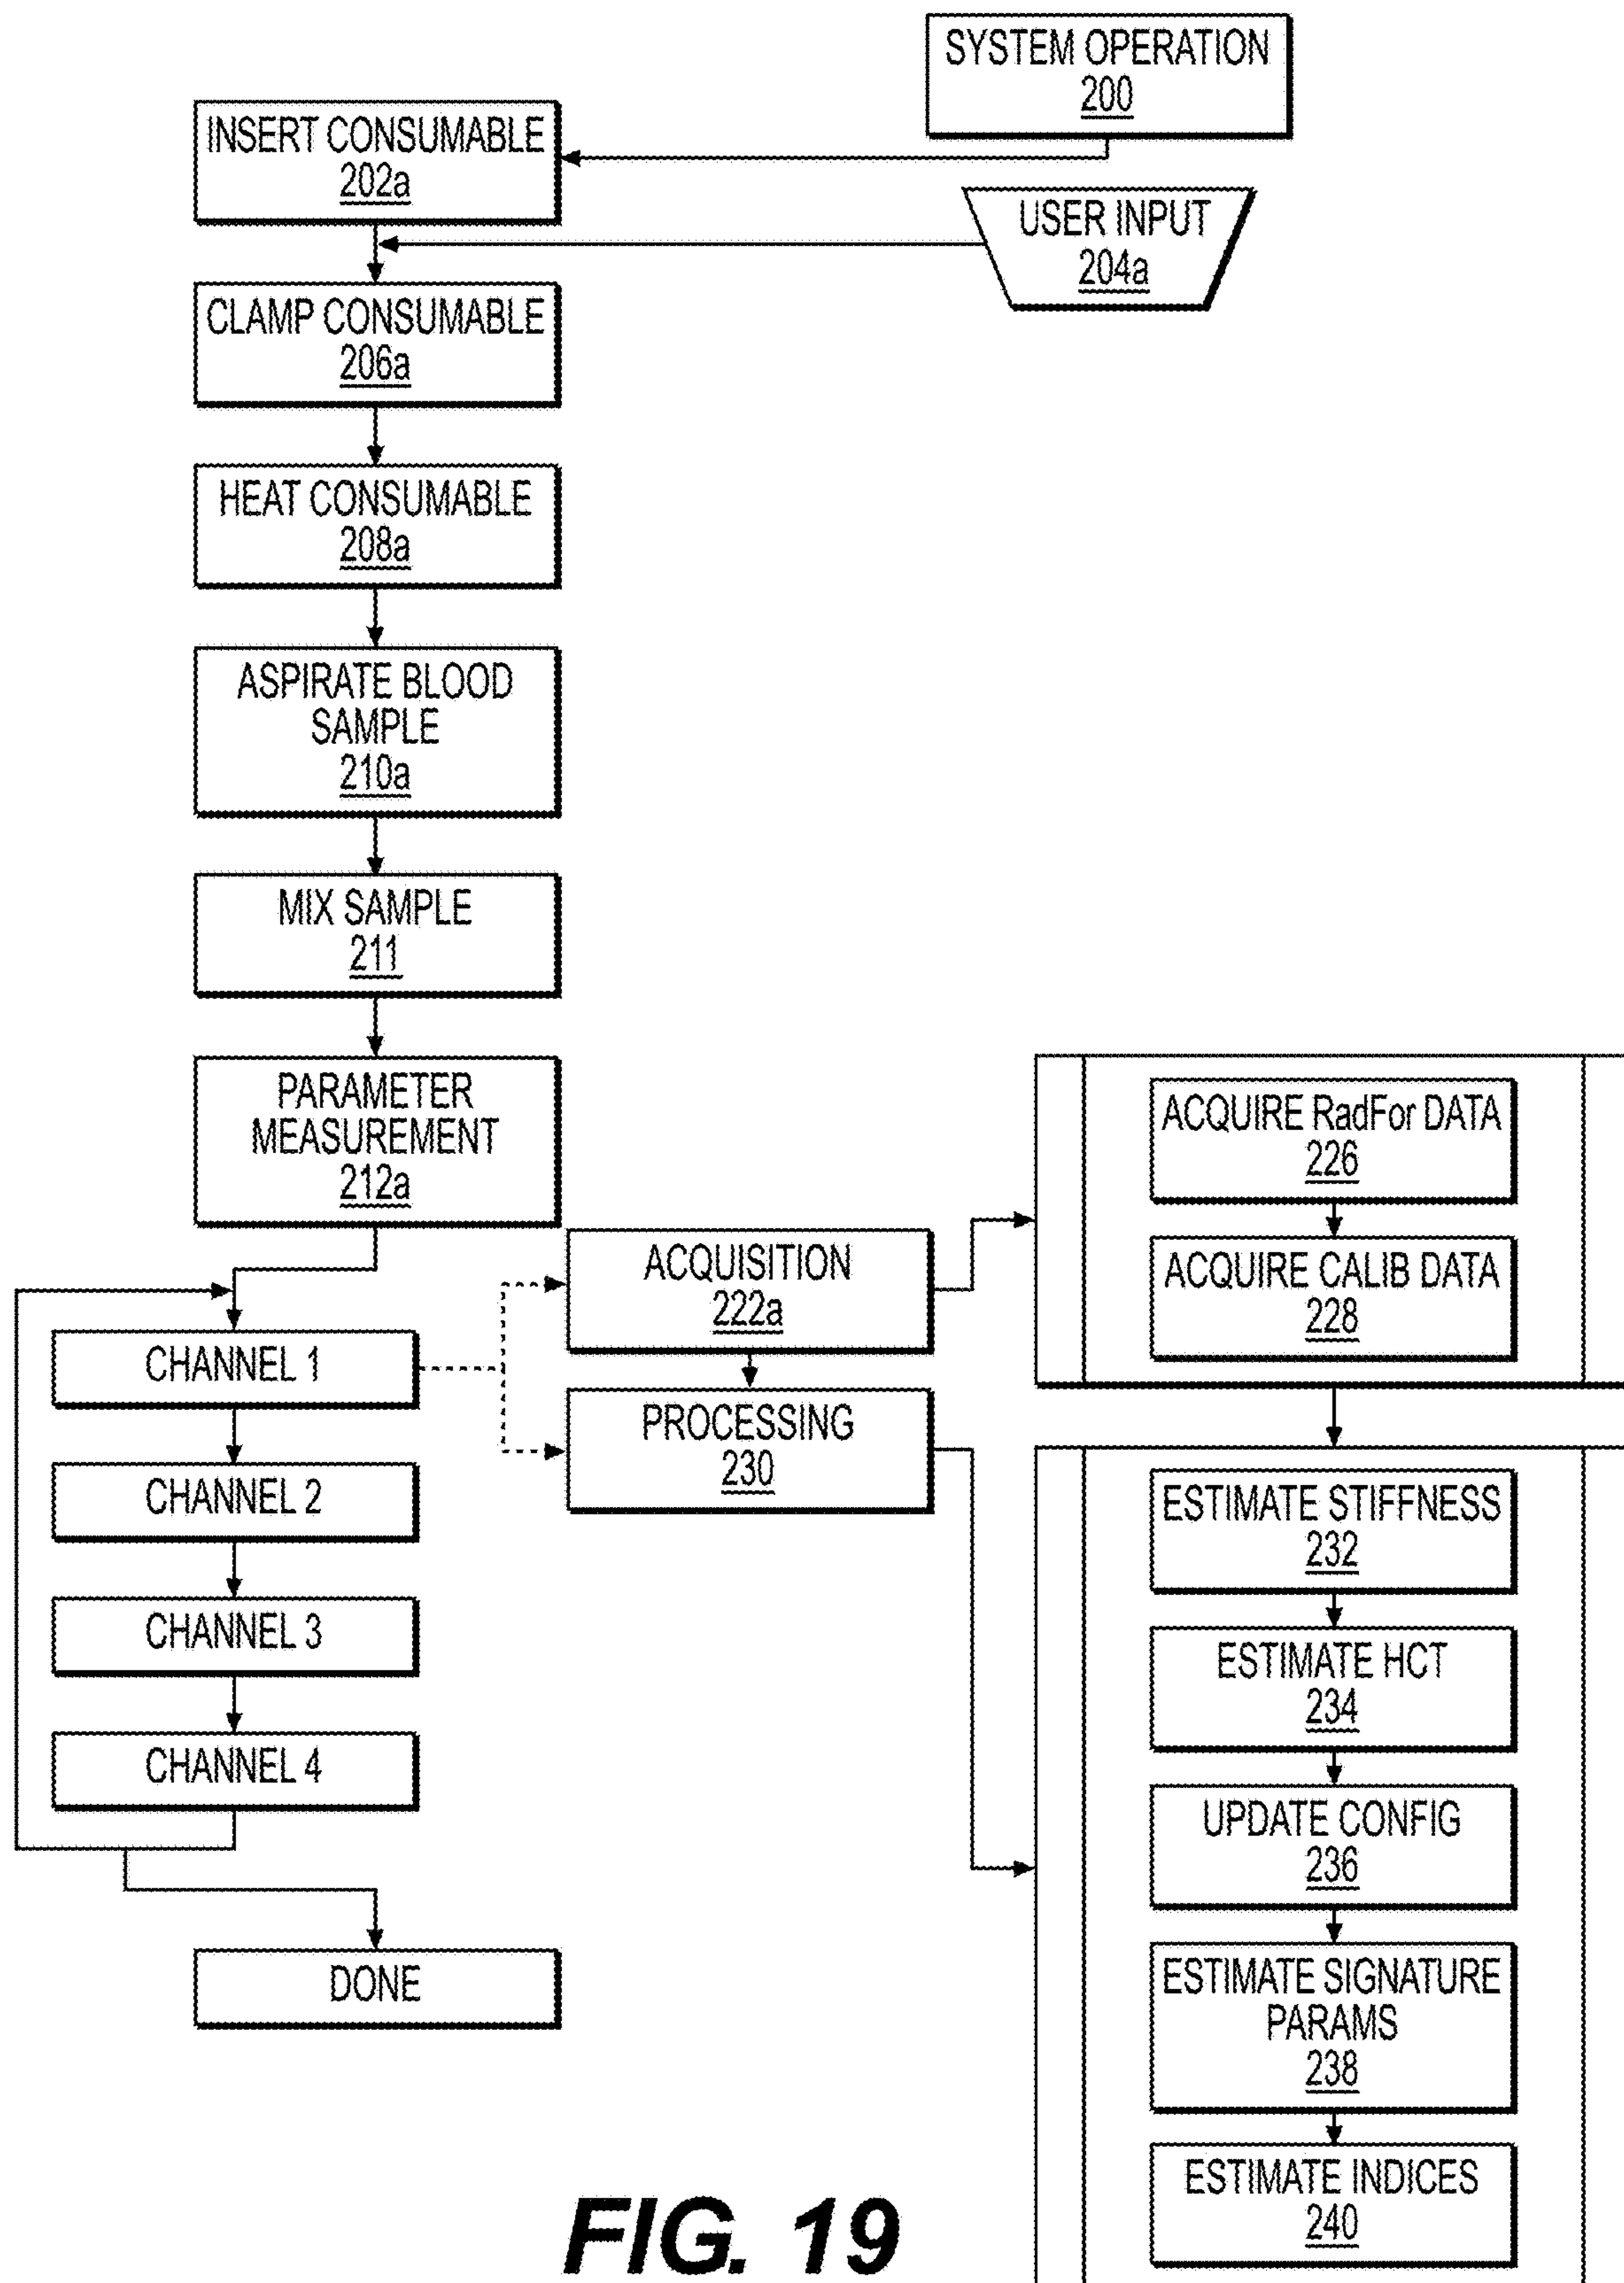 SYSTEM OPERATION
200
INSERT CONSUMABLE
202a
USER INPUT
204a
CLAMP CONSUMABLE
206a
HEAT CONSUMABLE
208a
ASPIRATE BLOOD
SAMPLE
210a
MIX SAMPLE
211
PARAMETER
MEASUREMENT
212a
CHANNEL 1
CHANNEL 2
CHANNEL 3
CHANNEL 4
DONE
ACQUISITION
222a
PROCESSING
230
ACQUIRE RadFor DATA
226
ACQUIRE CALIB DATA
228
ESTIMATE STIFFNESS
232
ESTIMATE HCT
234
UPDATE CONFIG
236
ESTIMATE SIGNATURE
PARAMS
238
ESTIMATE INDICES
240
FIG. 19